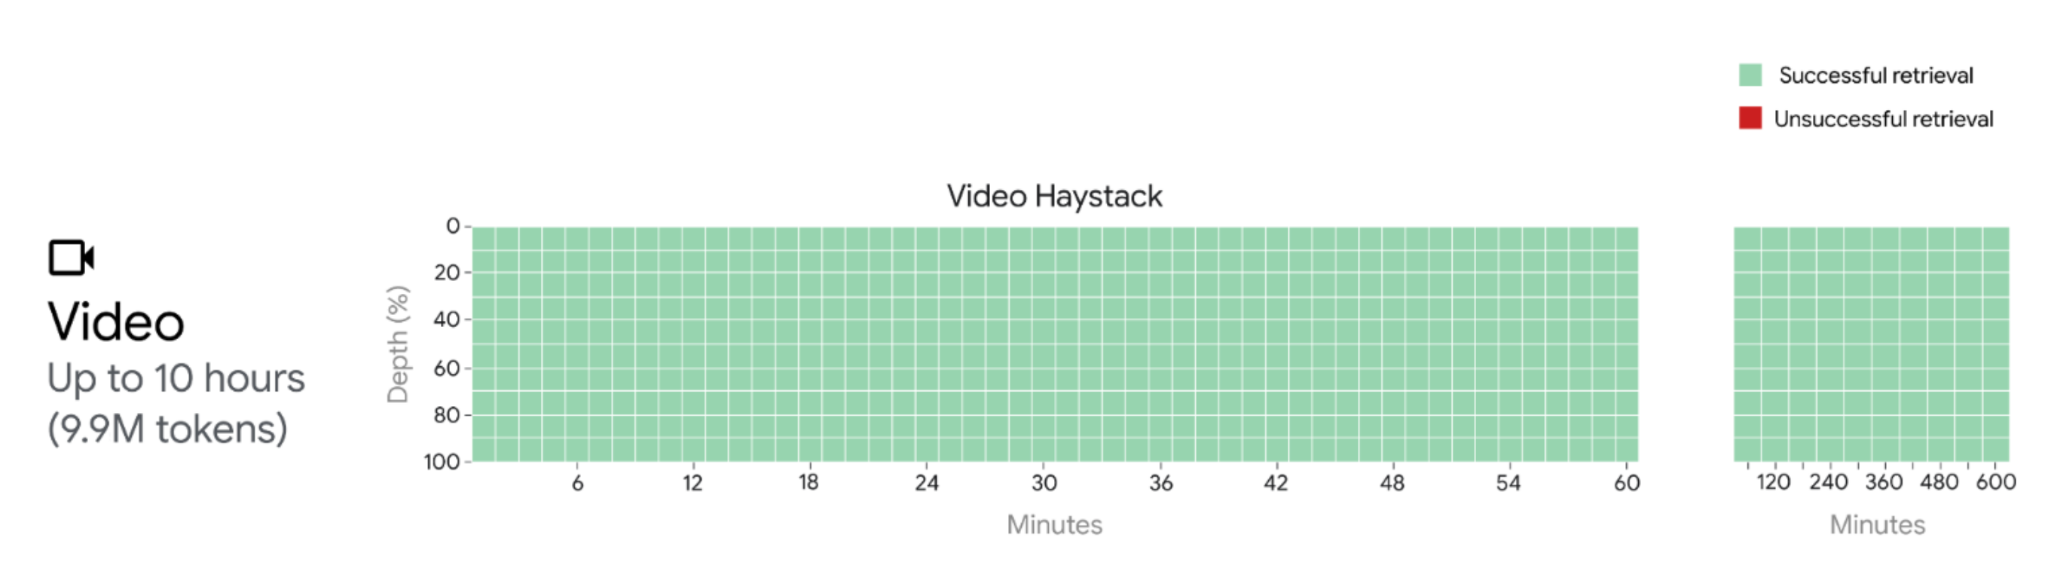 Successful retrieval
Unsuccessful retrieval
Video Haystack
Video
Up to 10 hours
(9.9M tokens)
Depth (%)
0
20
40
60
80
100
6 12 18 24 30 36 42 48 54 60
Minutes
120 240 360 480 600
Minutes